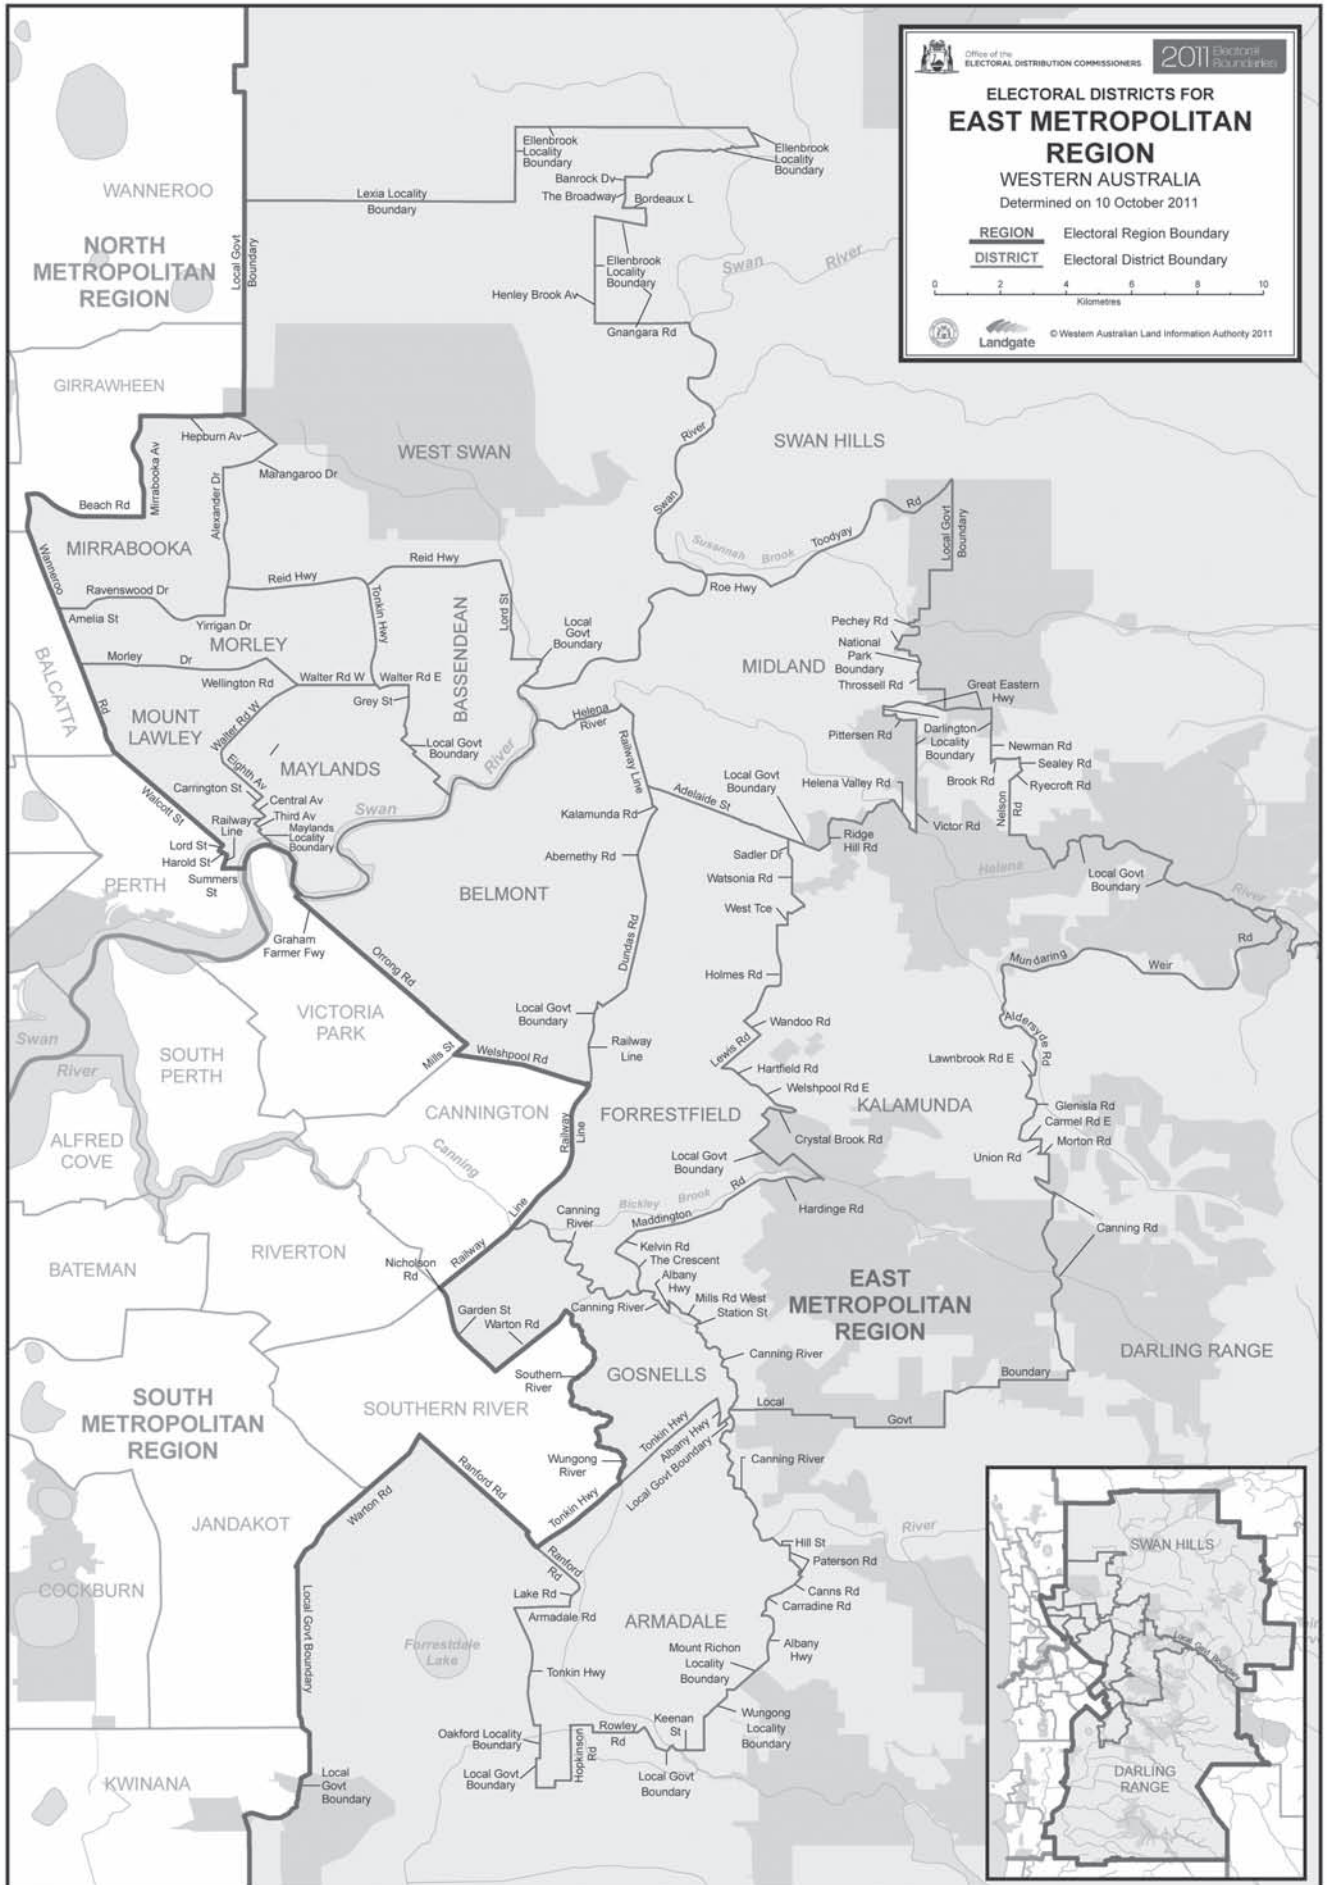 Office of the
ELECTORAL DISTRIBUTION COMMISSIONERS
2011 Electoral
Boundaries
ELECTORAL DISTRICTS FOR
EAST METROPOLITAN
REGION
WESTERN AUSTRALIA
Determined on 10 October 2011
REGION Electoral Region Boundary
DISTRICT Electoral District Boundary
0 2 4 6 8 10
Kilometres
Landgate
© Western Australian Land Information Authority 2011
Ellenbrook
Locality
Boundary
Ellenbrook
Locality
Boundary
Banrock Dv
The Broadway
Bordeaux L
Lexia Locality
Boundary
WANNEROO
NORTH
METROPOLITAN
REGION
Local Govt
Boundary
Ellenbrook
Locality
Boundary
Swan River
Henley Brook Av
Gnangara Rd
GIRRAWHEEN
Hepburn Av
Mirrabooka Av
Marangaroo Dr
Alexander Dr
WEST SWAN
River
SWAN HILLS
Swan
Beach Rd
Rd
Toodyay
Local Govt
Boundary
Susannah Brook
MIRRABOOKA
Wanneroo
Ravenswood Dr
Amelia St
Yirrigan Dr
Reid Hwy
Reid Hwy
Tonkin Hwy
Lord St
Roe Hwy
BASSENDEAN
Local
Govt
Boundary
Pechey Rd
National
Park
Boundary
Throssell Rd
MORLEY
MIDLAND
BALCATTA
Morley Dr
Wellington Rd
Walter Rd W
Walter Rd E
Grey St
Great Eastern
Hwy
Rd
MOUNT
LAWLEY
Walter Rd W
Local Govt
Boundary
Helena
River
Railway Line
Pittersen Rd
Darlington
Locality
Boundary
Newman Rd
Sealey Rd
Brook Rd
Ryecroft Rd
Nelson
Rd
MAYLANDS
River
Eighth Av
Carrington St
Central Av
Third Av
Railway
Line
Maylands
Locality
Boundary
Swan
Walcott St
Lord St
Harold St
Summers
St
Adelaide St
Local Govt
Boundary
Helena Valley Rd
Kalamunda Rd
Victor Rd
Ridge
Hill Rd
Abernethy Rd
Sadler Dr
Watsonia Rd
West Tce
Helena
Local Govt
Boundary
River
PERTH
BELMONT
Graham
Farmer Fwy
Orrong Rd
Dundas Rd
Holmes Rd
Mundaring
Weir
Rd
VICTORIA
PARK
Local Govt
Boundary
Wandoo Rd
Aldersyde Rd
Swan
River
SOUTH
PERTH
Mills St
Welshpool Rd
Railway
Line
Lewis Rd
Hartfield Rd
Lawnbrook Rd E
Welshpool Rd E
CANNINGTON
FORRESTFIELD
KALAMUNDA
Glenisla Rd
Carmel Rd E
Morton Rd
Union Rd
ALFRED
COVE
Railway
Line
Crystal Brook Rd
Local Govt
Boundary
Canning
Canning
River
Line
Bickley Brook
Maddington
Rd
Hardinge Rd
Canning Rd
RIVERTON
BATEMAN
Nicholson
Rd
Railway
Kelvin Rd
The Crescent
Albany
Hwy
Canning River
Mills Rd West
Station St
EAST
METROPOLITAN
REGION
Garden St
Warton Rd
Canning River
DARLING RANGE
Southern
River
GOSNELLS
Boundary
SOUTH
METROPOLITAN
REGION
SOUTHERN RIVER
Local
Govt
Tonkin Hwy
Albany Hwy
Local Govt Boundary
Wungong
River
Canning River
Ranford Rd
Warton Rd
Tonkin Hwy
JANDAKOT
River
Hill St
Paterson Rd
Ranford
Rd
Canns Rd
Carradine Rd
Lake Rd
Armadale Rd
COCKBURN
Local Govt Boundary
ARMADALE
Forrestdale
Lake
Albany
Hwy
Mount Richon
Locality
Boundary
Tonkin Hwy
Wungong
Locality
Boundary
Oakford Locality
Boundary
Rowley
Rd
Keenan
St
Hopkinson
Rd
Local Govt
Boundary
Local Govt
Boundary
KWINANA
Local
Govt
Boundary
SWAN HILLS
Local Govt Boundary
DARLING
RANGE